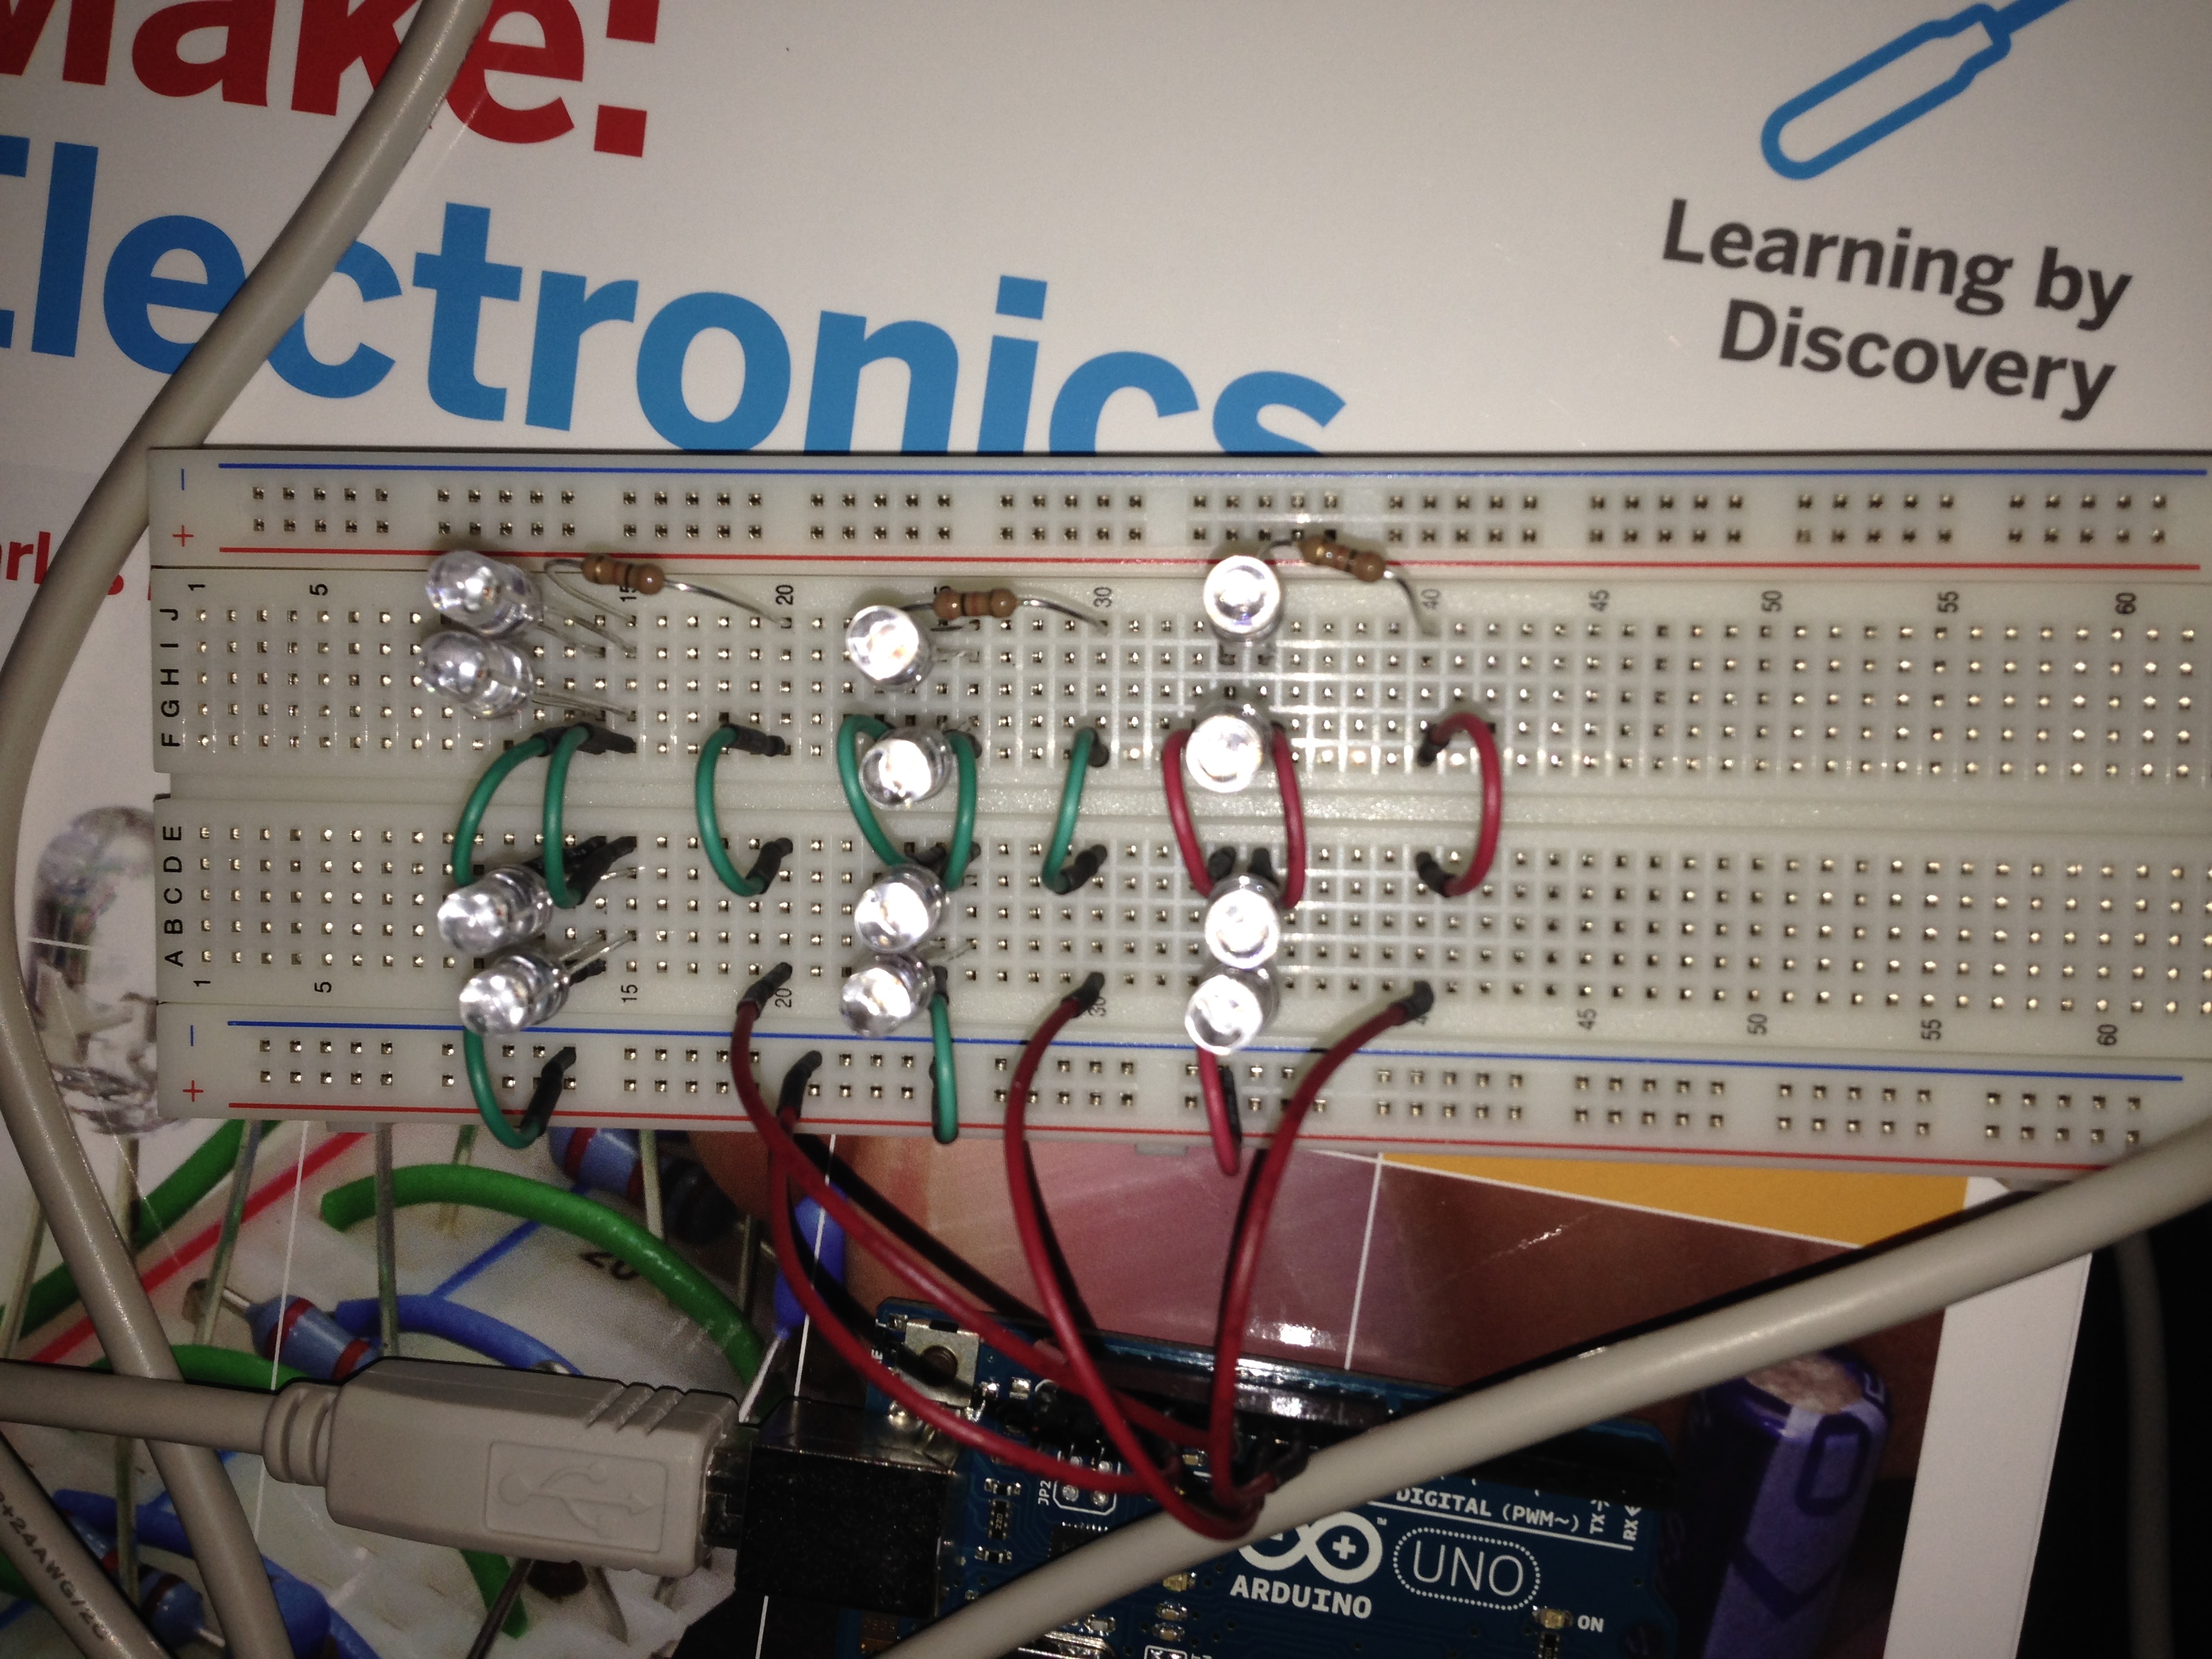 Make:
Electronics
Learning by
Discovery
+ −
A B C D E
F G H I J
+ −
1 1
5 5
15 15
20 20
30 30
40
45 45
50 50
55 55
60 60
JP2
ARDUINO
UNO
DIGITAL (PWM~)
TX
RX
ON
220